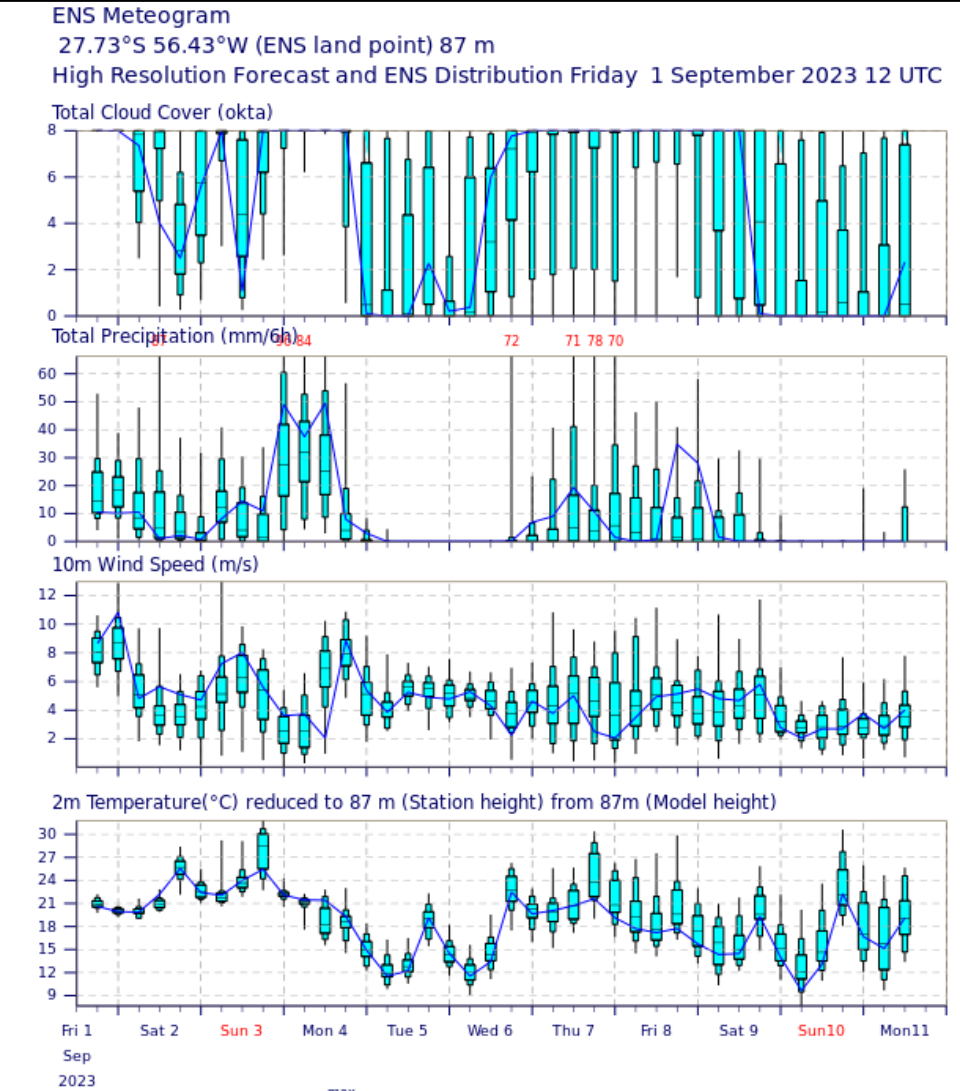 ENS Meteogram
27.73°S 56.43°W (ENS land point) 87 m
High Resolution Forecast and ENS Distribution Friday 1 September 2023 12 UTC
Total Cloud Cover (okta)
8
6
4
2
0
Total Precipitation (mm/6h)
84 72 71 78 70
60
50
40
30
20
10
0
10m Wind Speed (m/s)
12
10
8
6
4
2
2m Temperature(°C) reduced to 87 m (Station height) from 87m (Model height)
30
27
24
21
18
15
12
9
Fri 1 Sat 2 Sun 3 Mon 4 Tue 5 Wed 6 Thu 7 Fri 8 Sat 9 Sun10 Mon11
Sep
2023